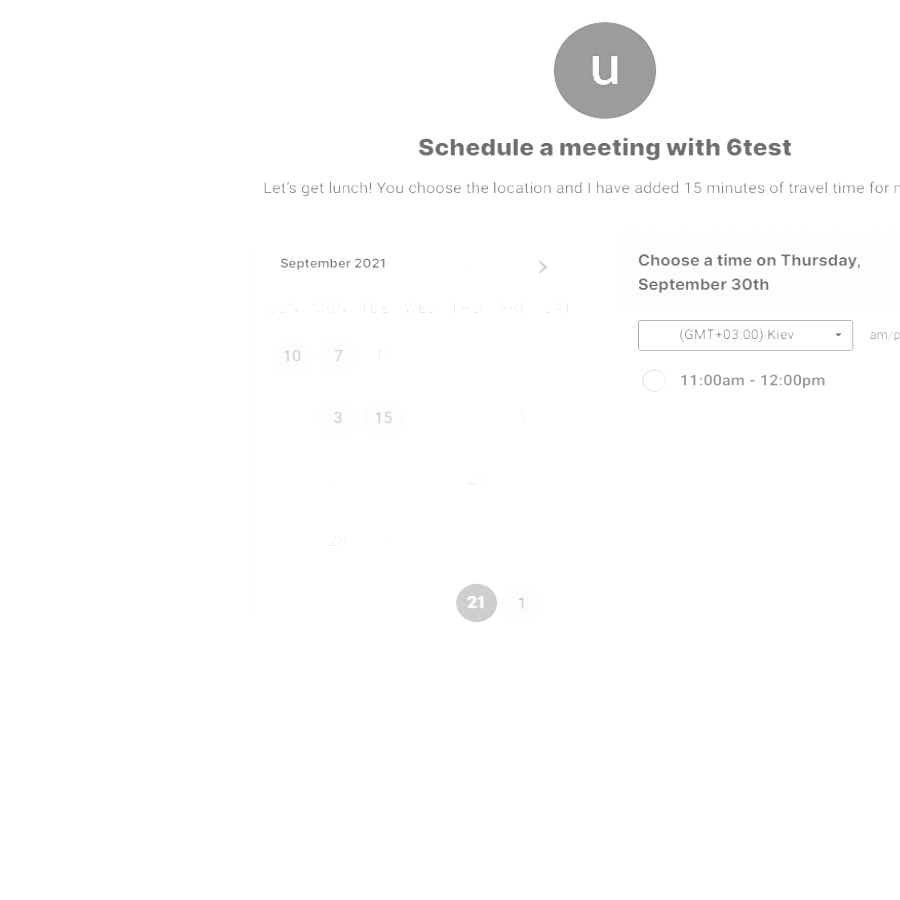 u
Schedule a meeting with 6test
Let's get lunch! You choose the location and I have added 15 minutes of travel time for
September 2021
SUN MON TUE WED THU FRI SAT
10 7 1
3 15 5
28
21 1
Choose a time on Thursday,
September 30th
(GMT+03:00) Kiev am/p
11:00am - 12:00pm